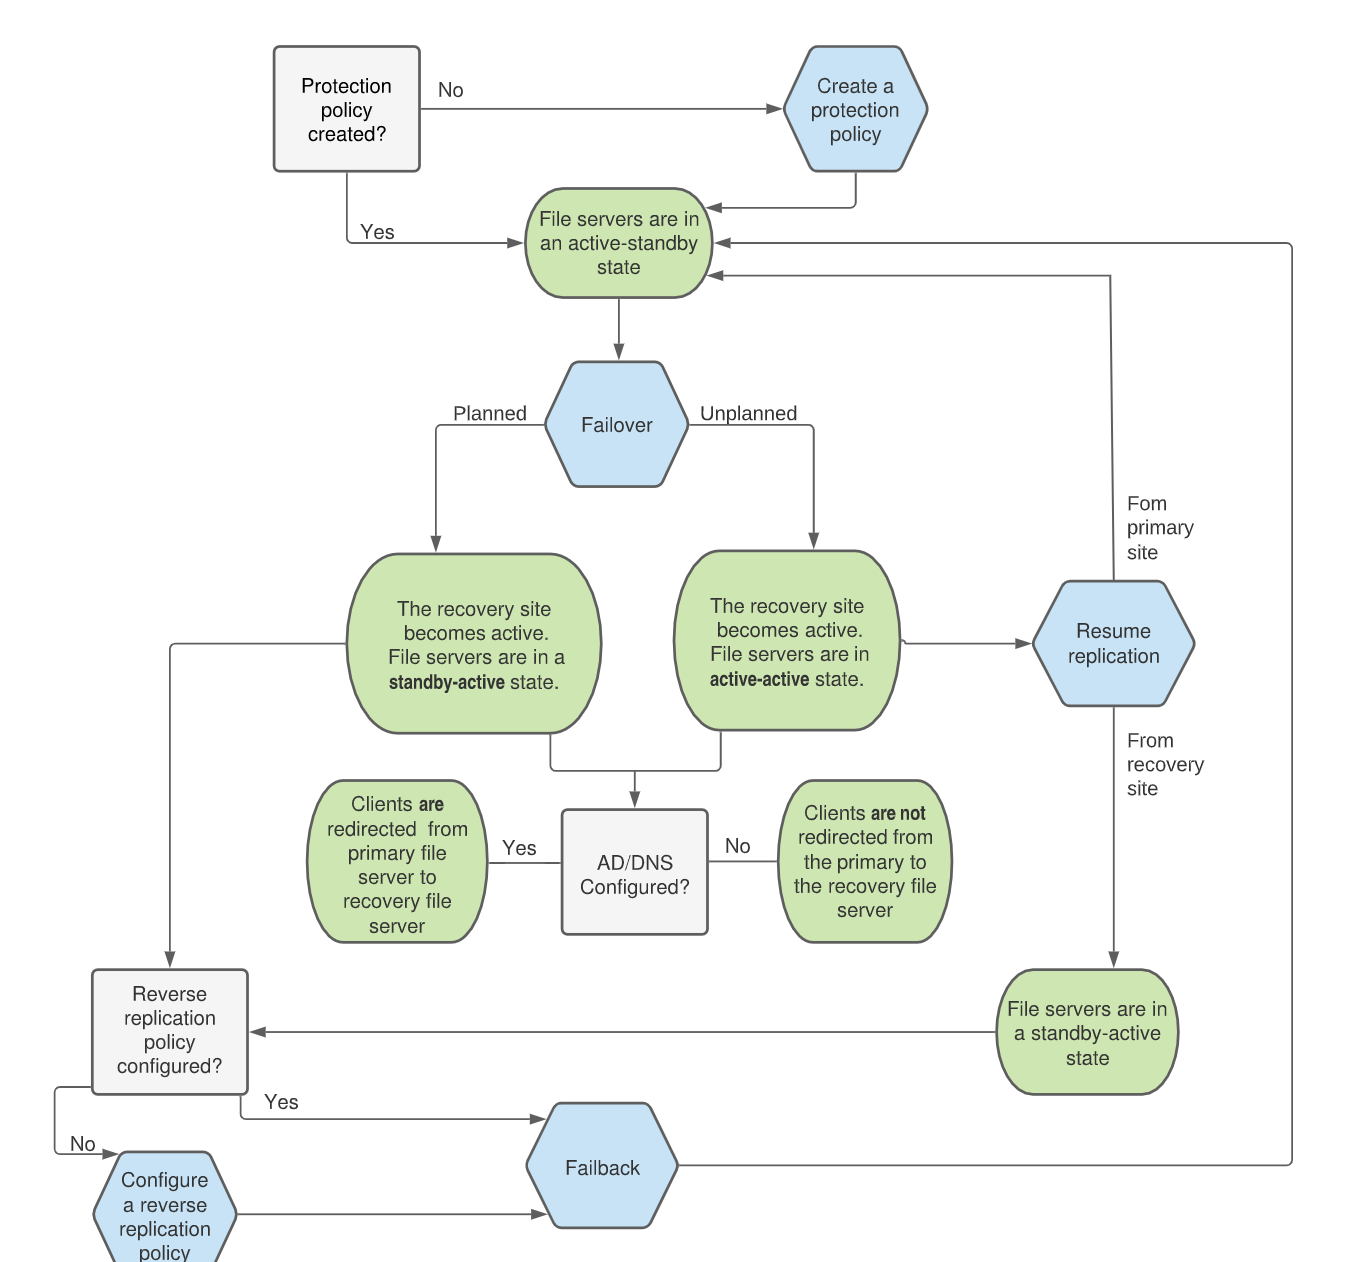 Protection
policy
created?
No
Create a
protection
policy
Yes
File servers are in
an active-standby
state
Planned
Failover
Unplanned
Fom
primary
site
The recovery site
becomes active.
File servers are in a
standby-active state.
The recovery site
becomes active.
File servers are in
active-active state.
Resume
replication
From
recovery
site
Clients are
redirected from
primary file
server to
recovery file
server
Yes
AD/DNS
Configured?
No
Clients are not
redirected from
the primary to
the recovery file
server
Reverse
replication
policy
configured?
File servers are in
a standby-active
state
Yes
No
Configure
a reverse
replication
policy
Failback